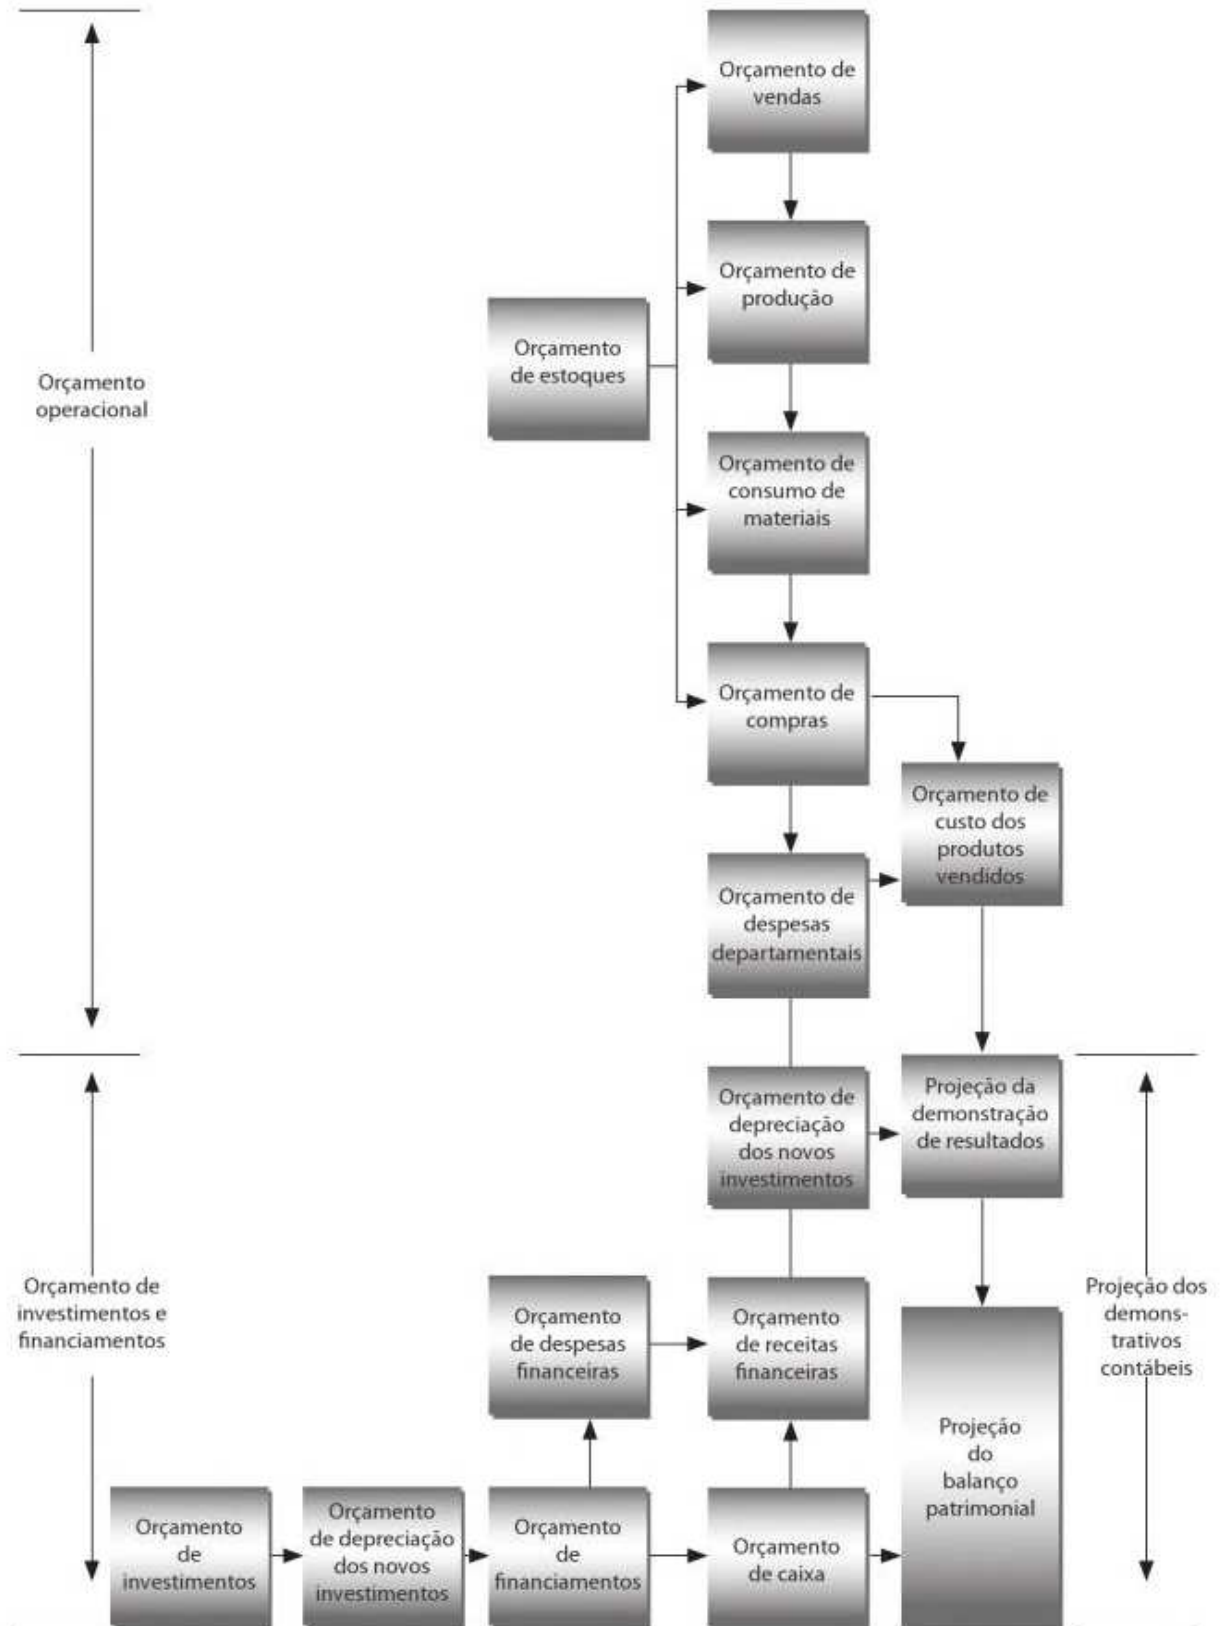 Orçamento de
vendas
Orçamento de
produção
Orçamento
de estoques
Orçamento
operacional
Orçamento de
consumo de
materiais
Orçamento de
compras
Orçamento de
custo dos
produtos
vendidos
Orçamento de
despesas
departamentais
Orçamento de
depreciação
dos novos
investimentos
Projeção da
demonstração
de resultados
Orçamento de
investimentos e
financiamentos
Orçamento
de despesas
financeiras
Orçamento
de receitas
financeiras
Projeção dos
demons-
trativos
contábeis
Projeção
do
balanço
patrimonial
Orçamento
de
investimentos
Orçamento
de depreciação
dos novos
investimentos
Orçamento
de
financiamentos
Orçamento
de caixa